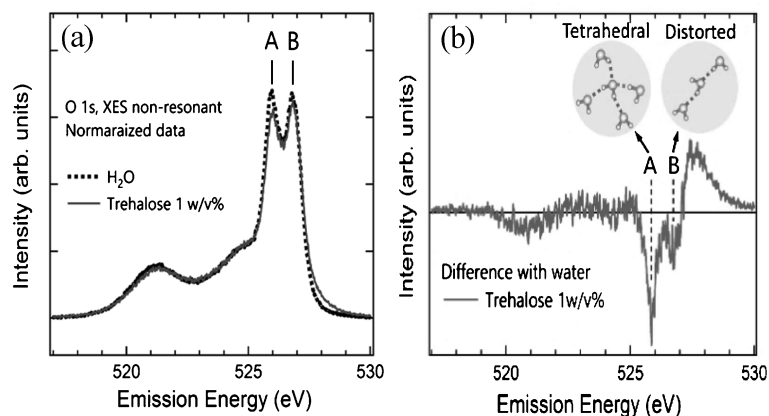 (a)
A B
O 1s, XES non-resonant
Normaraized data
H₂O
Trehalose 1 w/v%
Intensity (arb. units)
520 525 530
Emission Energy (eV)
(b)
Tetrahedral Distorted
A B
Difference with water
Trehalose 1w/v%
Intensity (arb. units)
520 525 530
Emission Energy (eV)